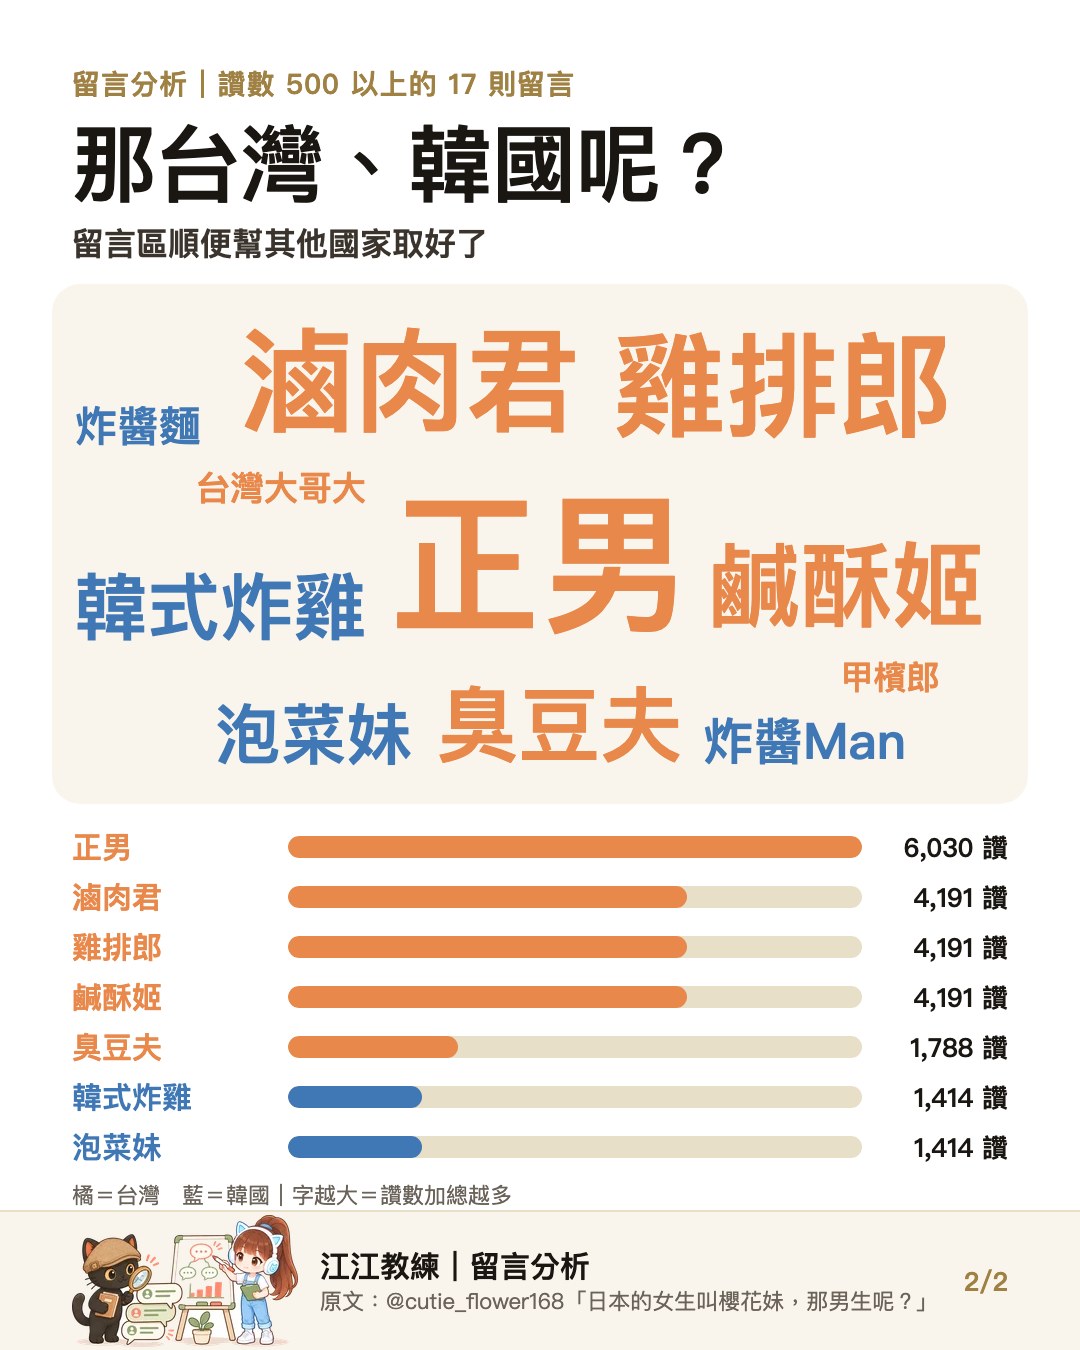 留言分析｜讚數 500 以上的 17 則留言
那台灣、韓國呢？
留言區順便幫其他國家取好了
滷肉君 雞排郎
炸醬麵
台灣大哥大
正男
鹹酥姬
韓式炸雞
甲檳郎
泡菜妹 臭豆夫 炸醬Man
正男 6,030 讚
滷肉君 4,191 讚
雞排郎 4,191 讚
鹹酥姬 4,191 讚
臭豆夫 1,788 讚
韓式炸雞 1,414 讚
泡菜妹 1,414 讚
橘＝台灣　藍＝韓國｜字越大＝讚數加總越多
江江教練｜留言分析
原文：@cutie_flower168「日本的女生叫櫻花妹，那男生呢？」
2/2